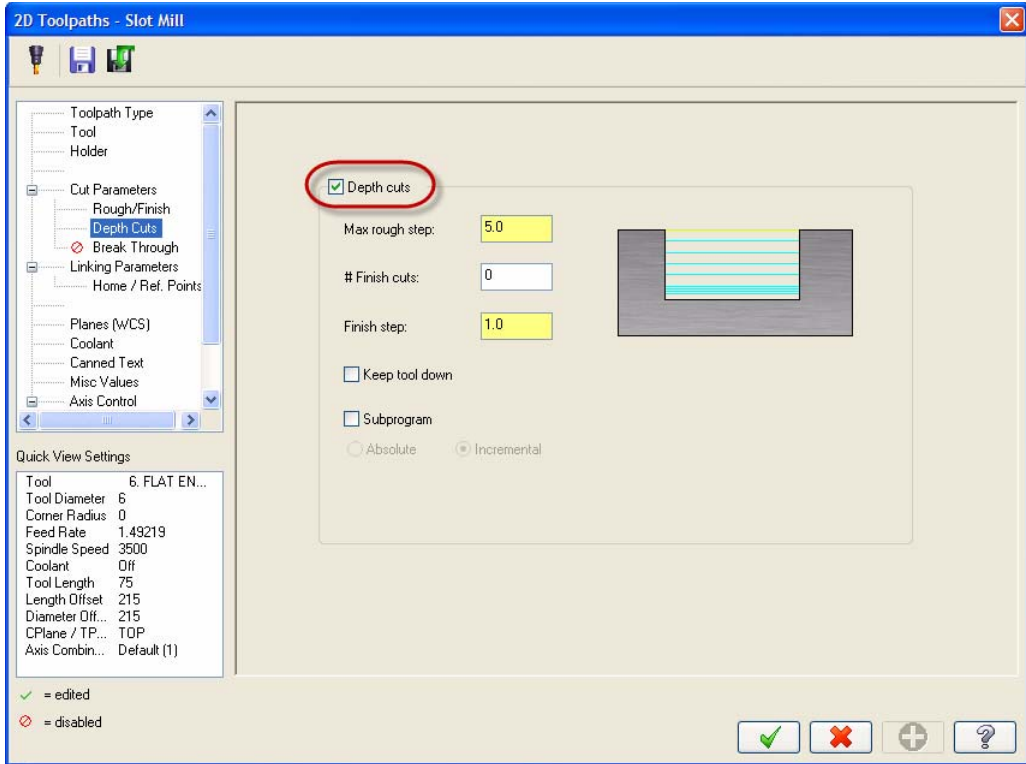 2D Toolpaths - Slot Mill
Toolpath Type
Tool
Holder
Cut Parameters
Rough/Finish
Depth Cuts
Break Through
Linking Parameters
Home / Ref. Points
Planes (WCS)
Coolant
Canned Text
Misc Values
Axis Control
Quick View Settings
Tool 6. FLAT EN...
Tool Diameter 6
Corner Radius 0
Feed Rate 1.49219
Spindle Speed 3500
Coolant Off
Tool Length 75
Length Offset 215
Diameter Off... 215
CPlane / TP... TOP
Axis Combin... Default (1)
= edited
= disabled
Depth cuts
Max rough step: 5.0
# Finish cuts: 0
Finish step: 1.0
Keep tool down
Subprogram
Absolute Incremental